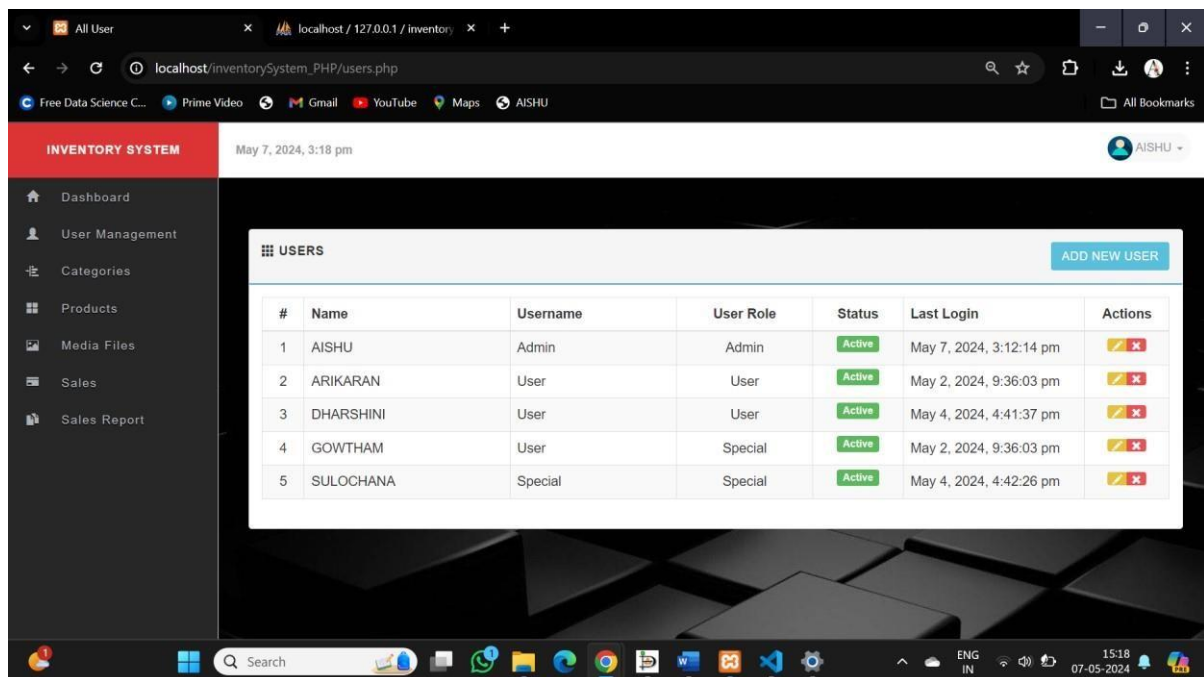 All User
localhost / 127.0.0.1 / inventory
localhost/inventorySystem_PHP/users.php
Free Data Science C... Prime Video Gmail YouTube Maps AISHU All Bookmarks
INVENTORY SYSTEM May 7, 2024, 3:18 pm AISHU
Dashboard
User Management
Categories
Products
Media Files
Sales
Sales Report
USERS ADD NEW USER
# Name Username User Role Status Last Login Actions
1 AISHU Admin Admin Active May 7, 2024, 3:12:14 pm
2 ARIKARAN User User Active May 2, 2024, 9:36:03 pm
3 DHARSHINI User User Active May 4, 2024, 4:41:37 pm
4 GOWTHAM User Special Active May 2, 2024, 9:36:03 pm
5 SULOCHANA Special Special Active May 4, 2024, 4:42:26 pm
1 Search ENG 15:18
IN 07-05-2024